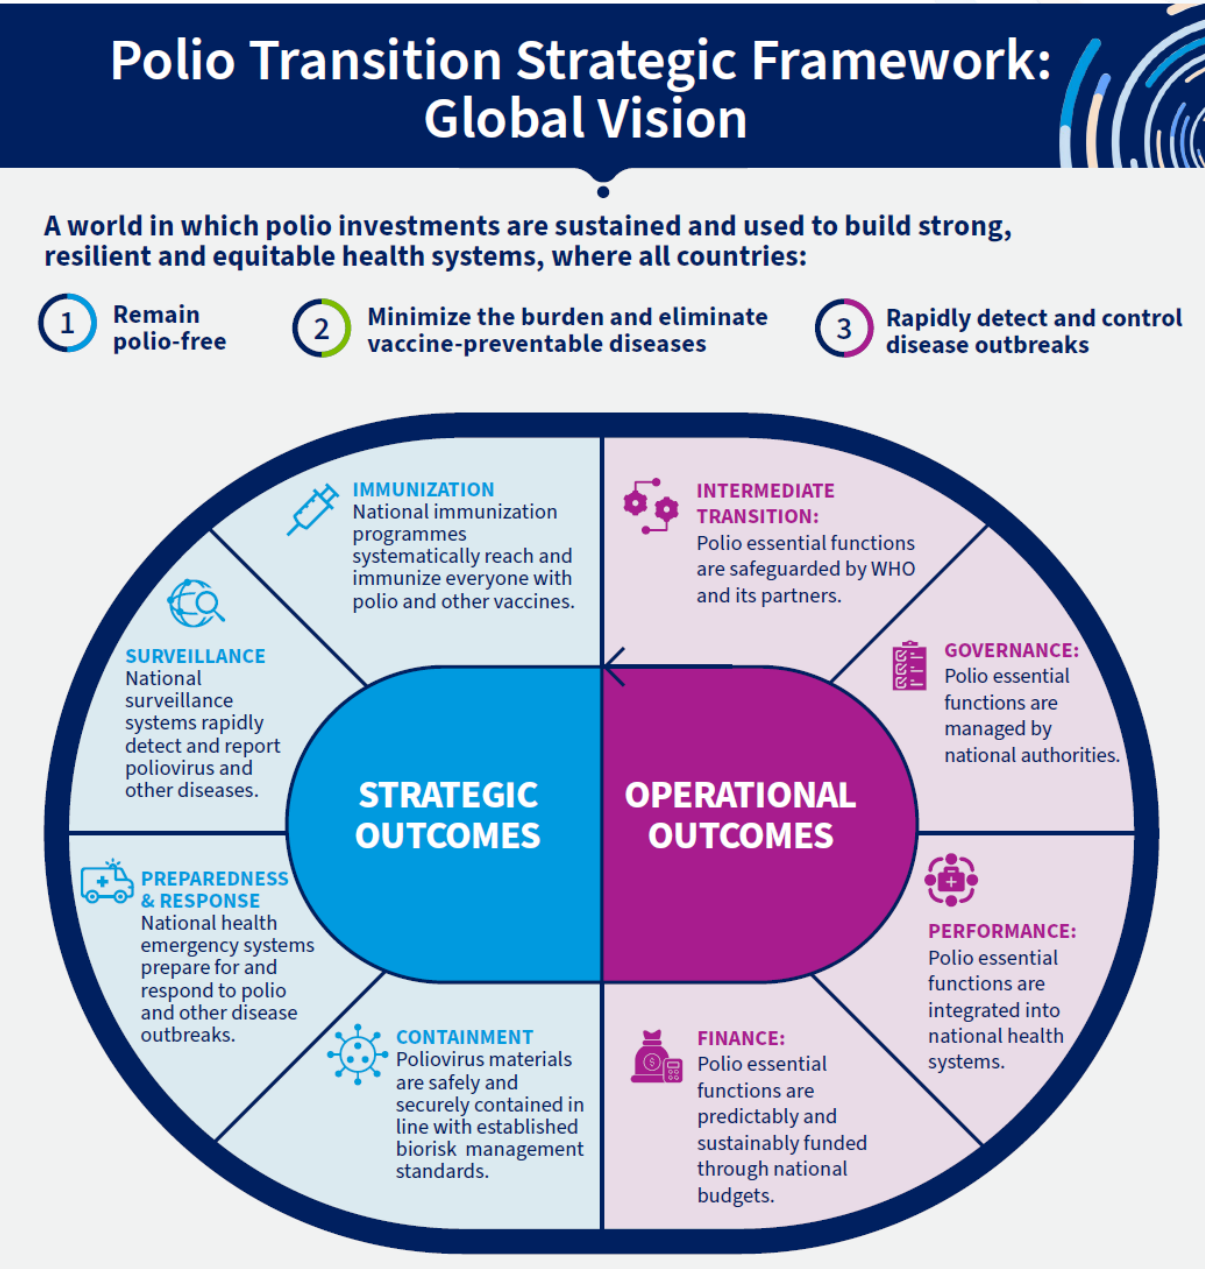 Polio Transition Strategic Framework:
Global Vision
A world in which polio investments are sustained and used to build strong,
resilient and equitable health systems, where all countries:
1
Remain
polio-free
2
Minimize the burden and eliminate
vaccine-preventable diseases
3
Rapidly detect and control
disease outbreaks
IMMUNIZATION
National immunization
programmes
systematically reach and
immunize everyone with
polio and other vaccines.
INTERMEDIATE
TRANSITION:
Polio essential functions
are safeguarded by WHO
and its partners.
SURVEILLANCE
National
surveillance
systems rapidly
detect and report
poliovirus and
other diseases.
GOVERNANCE:
Polio essential
functions are
managed by
national authorities.
STRATEGIC
OUTCOMES
OPERATIONAL
OUTCOMES
PREPAREDNESS
& RESPONSE
National health
emergency systems
prepare for and
respond to polio
and other disease
outbreaks.
PERFORMANCE:
Polio essential
functions are
integrated into
national health
systems.
CONTAINMENT
Poliovirus materials
are safely and
securely contained in
line with established
biorisk management
standards.
FINANCE:
Polio essential
functions are
predictably and
sustainably funded
through national
budgets.